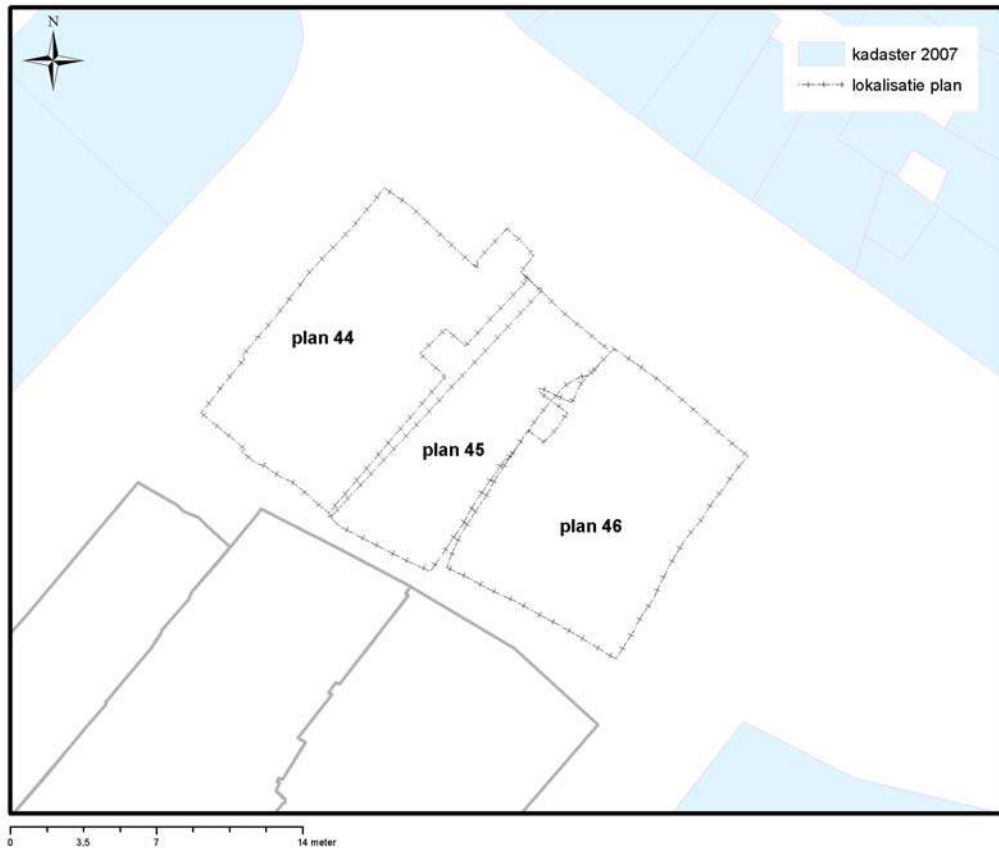 N
kadaster 2007
lokalisatie plan
plan 44
plan 45
plan 46
0 3,5 7 14 meter